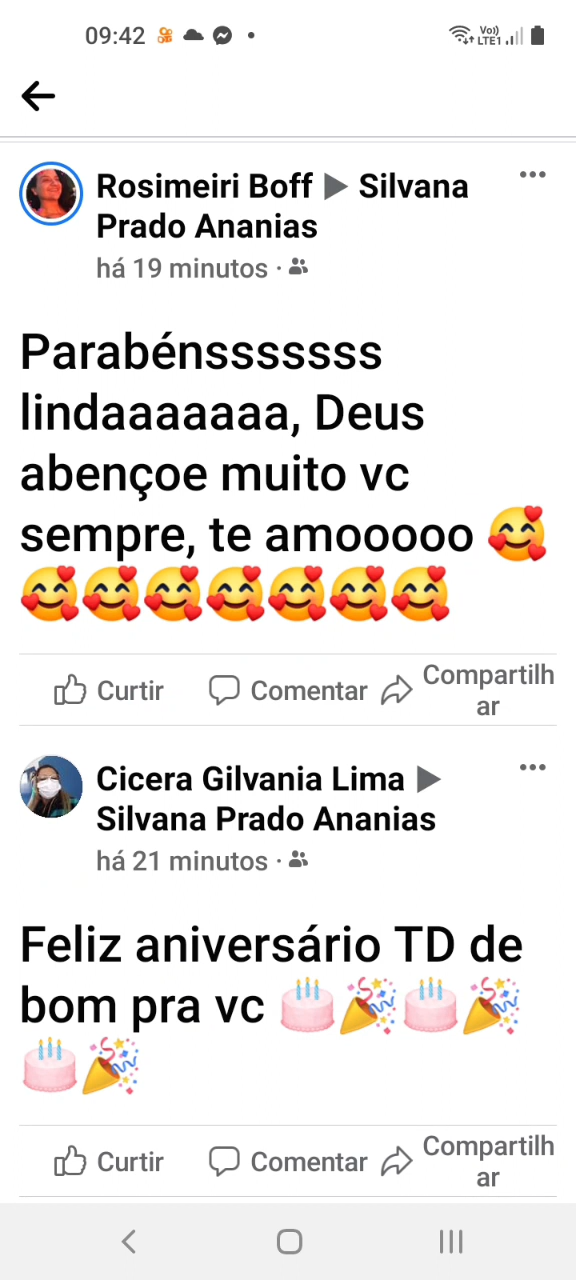 09:42 Vo)) LTE1
Rosimeiri Boff ▶ Silvana
Prado Ananias
há 19 minutos ·
Parabénsssssss
lindaaaaaaa, Deus
abençoe muito vc
sempre, te amooooo 🥰
🥰🥰🥰🥰🥰🥰🥰
Curtir Comentar Compartilh
ar
Cicera Gilvania Lima ▶
Silvana Prado Ananias
há 21 minutos ·
Feliz aniversário TD de
bom pra vc 🎂🎉🎂🎉
🎂🎉
Curtir Comentar Compartilh
ar